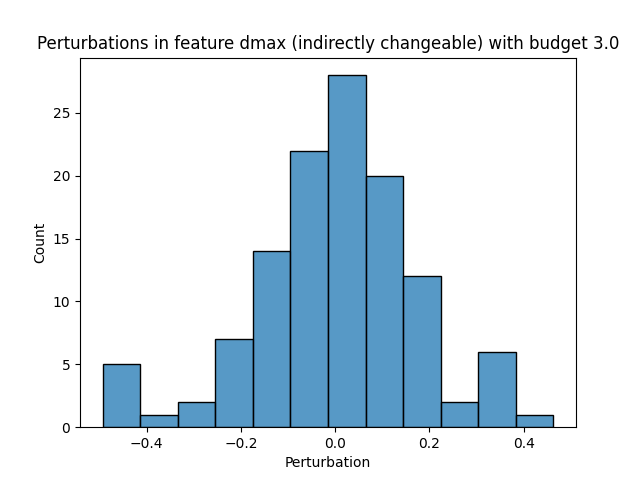 Perturbations in feature dmax (indirectly changeable) with budget 3.0
25
20
15
10
5
0
Count
−0.4 −0.2 0.0 0.2 0.4
Perturbation